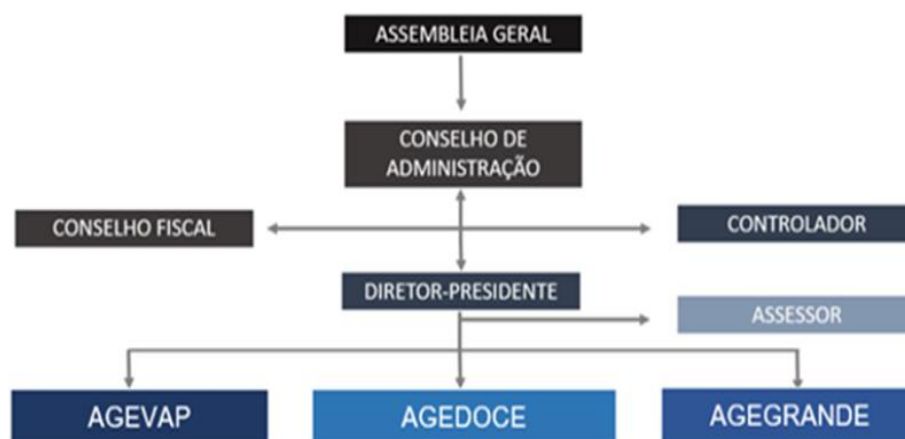 ASSEMBLEIA GERAL
CONSELHO DE
ADMINISTRAÇÃO
CONSELHO FISCAL
CONTROLADOR
DIRETOR-PRESIDENTE
ASSESSOR
AGEVAP
AGEDOCE
AGEGRANDE